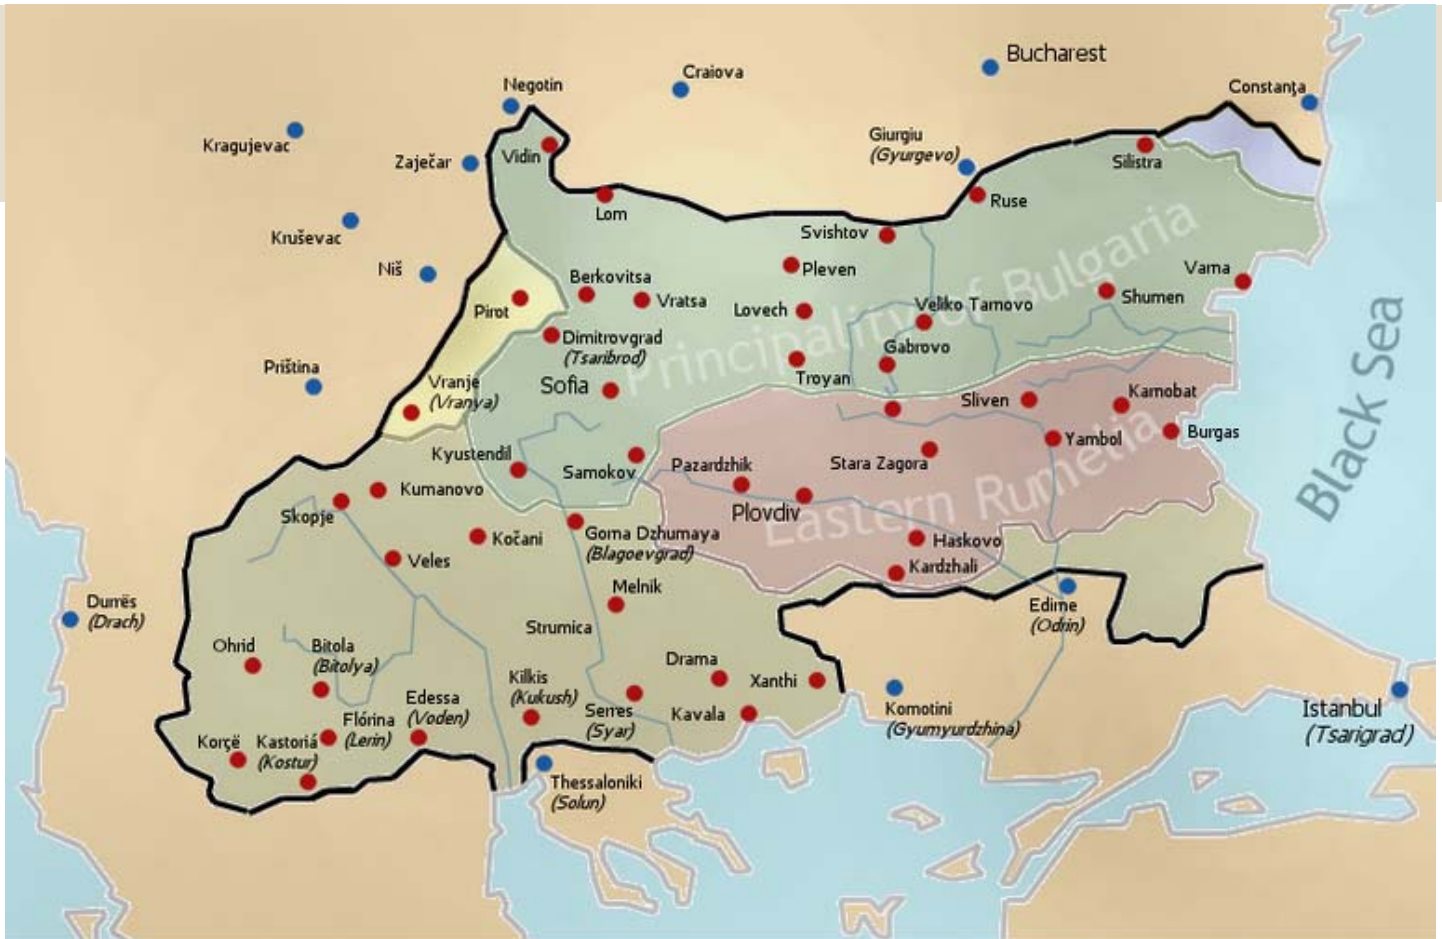 Bucharest
Craiova
Negotin
Constanţa
Giurgiu
(Gyurgevo)
Kragujevac
Zaječar
Vidin
Silistra
Lom
Ruse
Svishtov
Kruševac
Niš
Pleven
Varna
Berkovitsa
Vratsa
Shumen
Pirot
Lovech
Veliko Tarnovo
Principality of Bulgaria
Dimitrovgrad
(Tsaribrod)
Gabrovo
Priština
Vranje
(Vranya)
Sofia
Troyan
Sliven
Karnobat
Black Sea
Burgas
Yambol
Kyustendil
Samokov
Pazardzhik
Stara Zagora
Kumanovo
Skopje
Plovdiv
Eastern Rumelia
Kočani
Gorna Dzhumaya
(Blagoevgrad)
Haskovo
Veles
Kardzhali
Melnik
Durrës
(Drach)
Edirne
(Odrin)
Strumica
Ohrid
Bitola
(Bitolya)
Drama
Xanthi
Kilkis
(Kukush)
Edessa
(Voden)
Serres
(Syar)
Kavala
Komotini
(Gyumyurdzhina)
Istanbul
(Tsarigrad)
Flórina
(Lerin)
Korçë
Kastoriá
(Kostur)
Thessaloniki
(Solun)